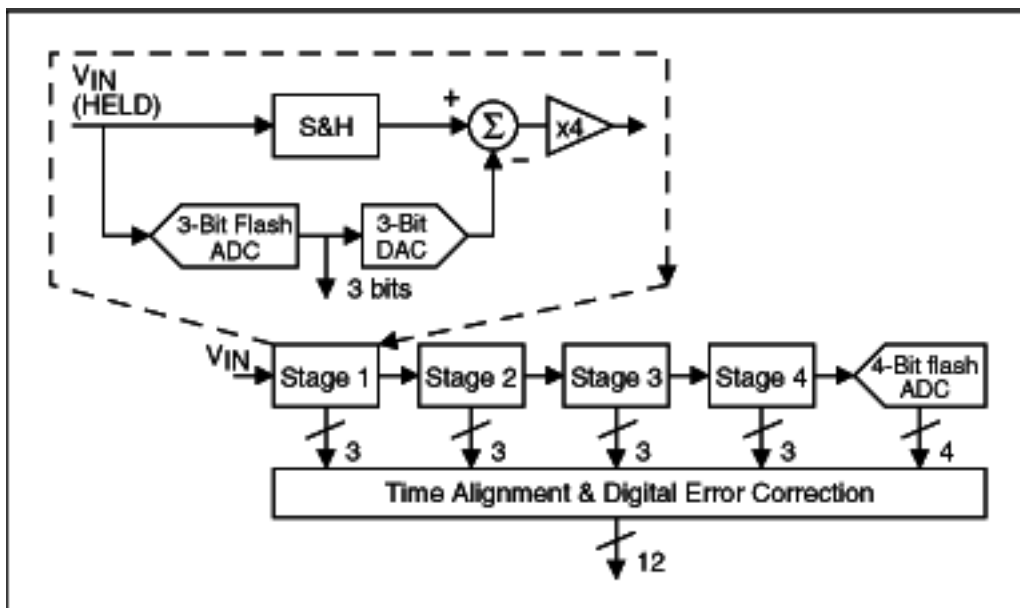 VIN
(HELD)
S&H
+
Σ
−
x4
3-Bit Flash
ADC
3-Bit
DAC
3 bits
VIN
Stage 1
Stage 2
Stage 3
Stage 4
4-Bit flash
ADC
3
3
3
3
4
Time Alignment & Digital Error Correction
12